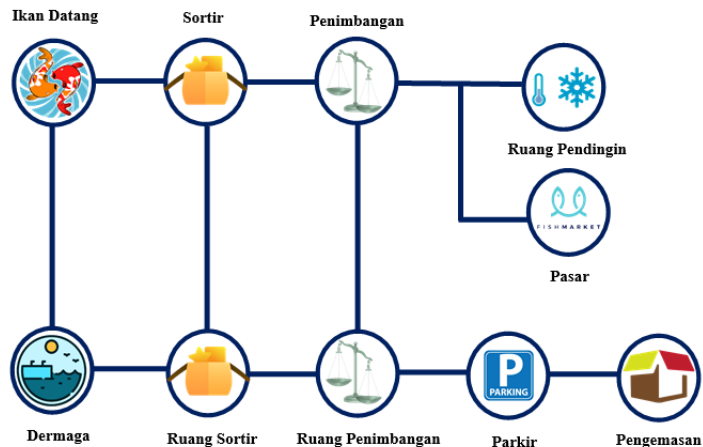 Ikan Datang
Sortir
Penimbangan
Ruang Pendingin
FISHMARKET
Pasar
P
PARKING
Dermaga
Ruang Sortir
Ruang Penimbangan
Parkir
Pengemasan